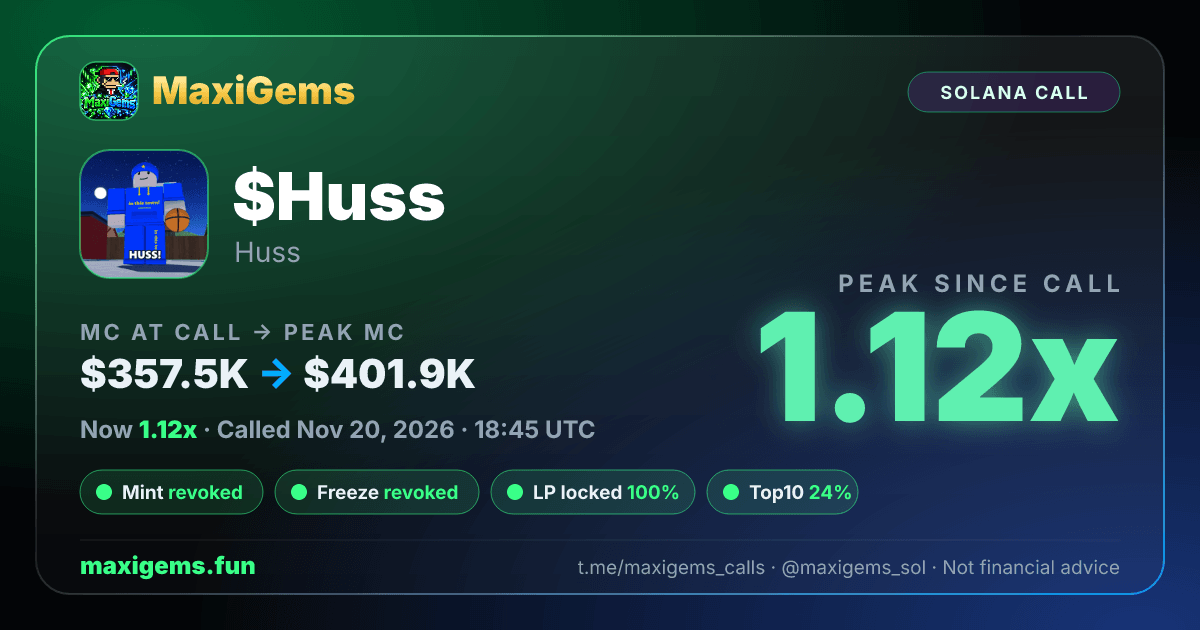 MaxiGems
MaxiGems
SOLANA CALL
$Huss
Huss
HUSS!
PEAK SINCE CALL
1.12x
MC AT CALL → PEAK MC
$357.5K → $401.9K
Now 1.12x · Called Nov 20, 2026 · 18:45 UTC
Mint revoked
Freeze revoked
LP locked 100%
Top10 24%
maxigems.fun
t.me/maxigems_calls · @maxigems_sol · Not financial advice